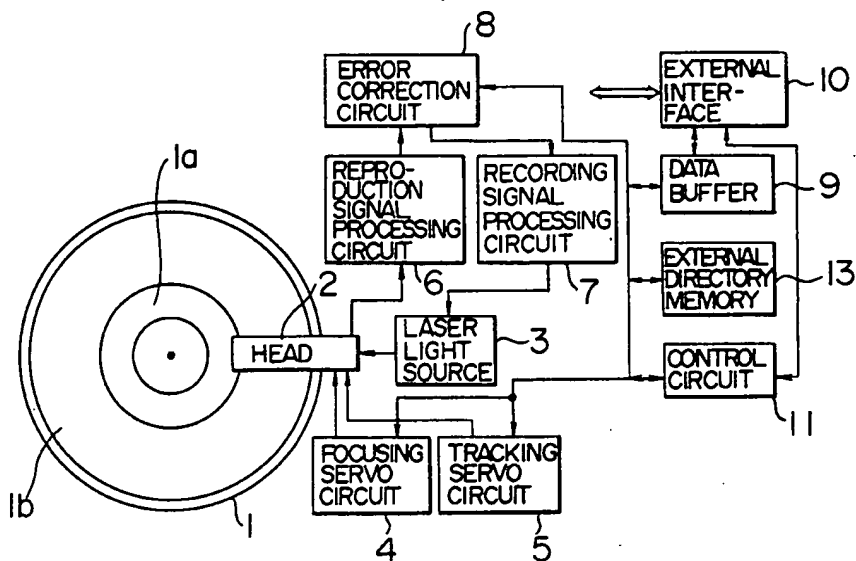 8
ERROR
CORRECTION
CIRCUIT
EXTERNAL
INTER-
FACE
10
1a
REPRO-
DUCTION
SIGNAL
PROCESSING
CIRCUIT
6
RECORDING
SIGNAL
PROCESSING
CIRCUIT
7
DATA
BUFFER
9
EXTERNAL
DIRECTORY
MEMORY
13
2
HEAD
LASER
LIGHT
SOURCE
3
CONTROL
CIRCUIT
11
1b
1
FOCUSING
SERVO
CIRCUIT
4
TRACKING
SERVO
CIRCUIT
5